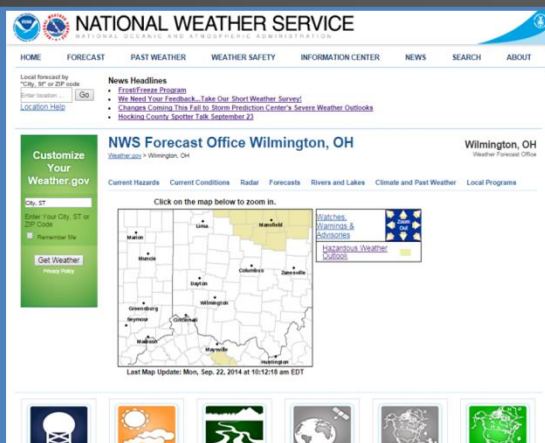 NATIONAL WEATHER SERVICE
NATIONAL OCEANIC AND ATMOSPHERIC ADMINISTRATION
HOME FORECAST PAST WEATHER WEATHER SAFETY INFORMATION CENTER NEWS SEARCH ABOUT
Local forecast by
"City, St" or ZIP code
Enter location ... Go
Location Help
News Headlines
Frost/Freeze Program
We Need Your Feedback...Take Our Short Weather Survey!
Changes Coming This Fall to Storm Prediction Center's Severe Weather Outlooks
Hocking County Spotter Talk September 23
Customize
Your
Weather.gov
City, ST
Enter Your City, ST or
ZIP Code
Remember Me
Get Weather
Privacy Policy
NWS Forecast Office Wilmington, OH
Weather.gov > Wilmington, OH
Wilmington, OH
Weather Forecast Office
Current Hazards Current Conditions Radar Forecasts Rivers and Lakes Climate and Past Weather Local Programs
Click on the map below to zoom in.
Lima
Mansfield
Marion
Muncie
Columbus
Zanesville
Dayton
Wilmington
Greensburg
Seymour
Cincinnati
Madison
Maysville
Huntington
Watches,
Warnings &
Advisories
Zoom
Out
Hazardous Weather
Outlook
Last Map Update: Mon, Sep. 22, 2014 at 10:12:18 am EDT